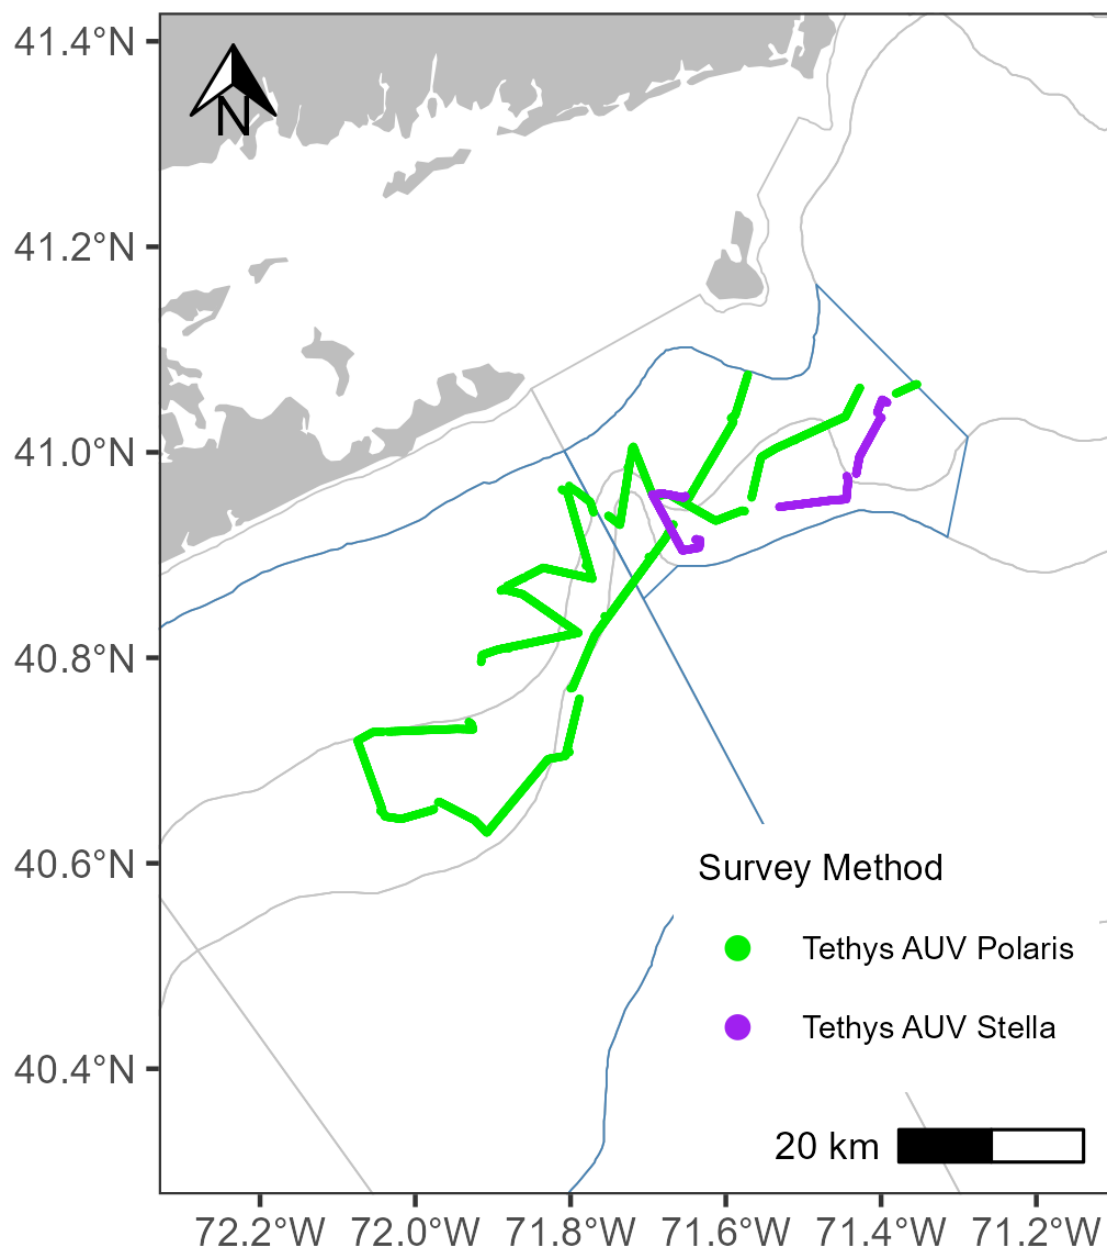 41.4°N
N
41.2°N
41.0°N
40.8°N
40.6°N
40.4°N
Survey Method
Tethys AUV Polaris
Tethys AUV Stella
20 km
72.2°W 72.0°W 71.8°W 71.6°W 71.4°W 71.2°W